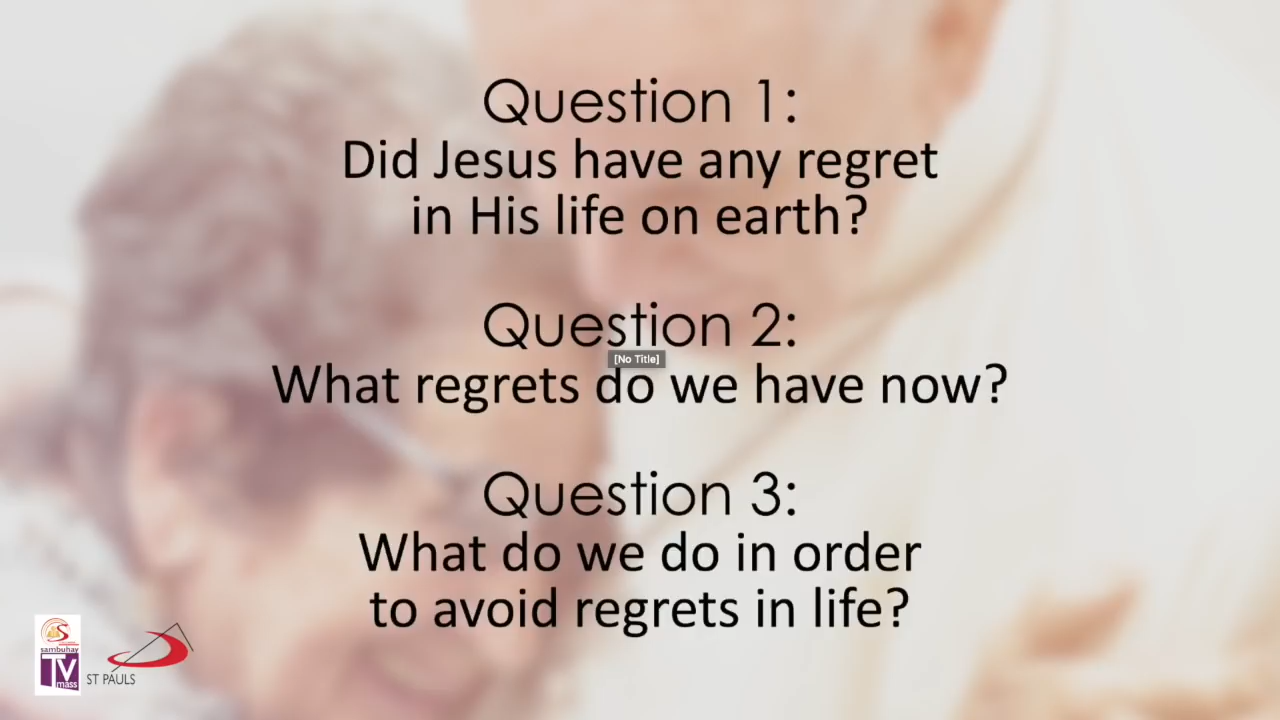 Question 1:
Did Jesus have any regret
in His life on earth?
Question 2:
[No Title]
What regrets do we have now?
Question 3:
What do we do in order
to avoid regrets in life?
sambuhay
TV
mass
ST PAULS